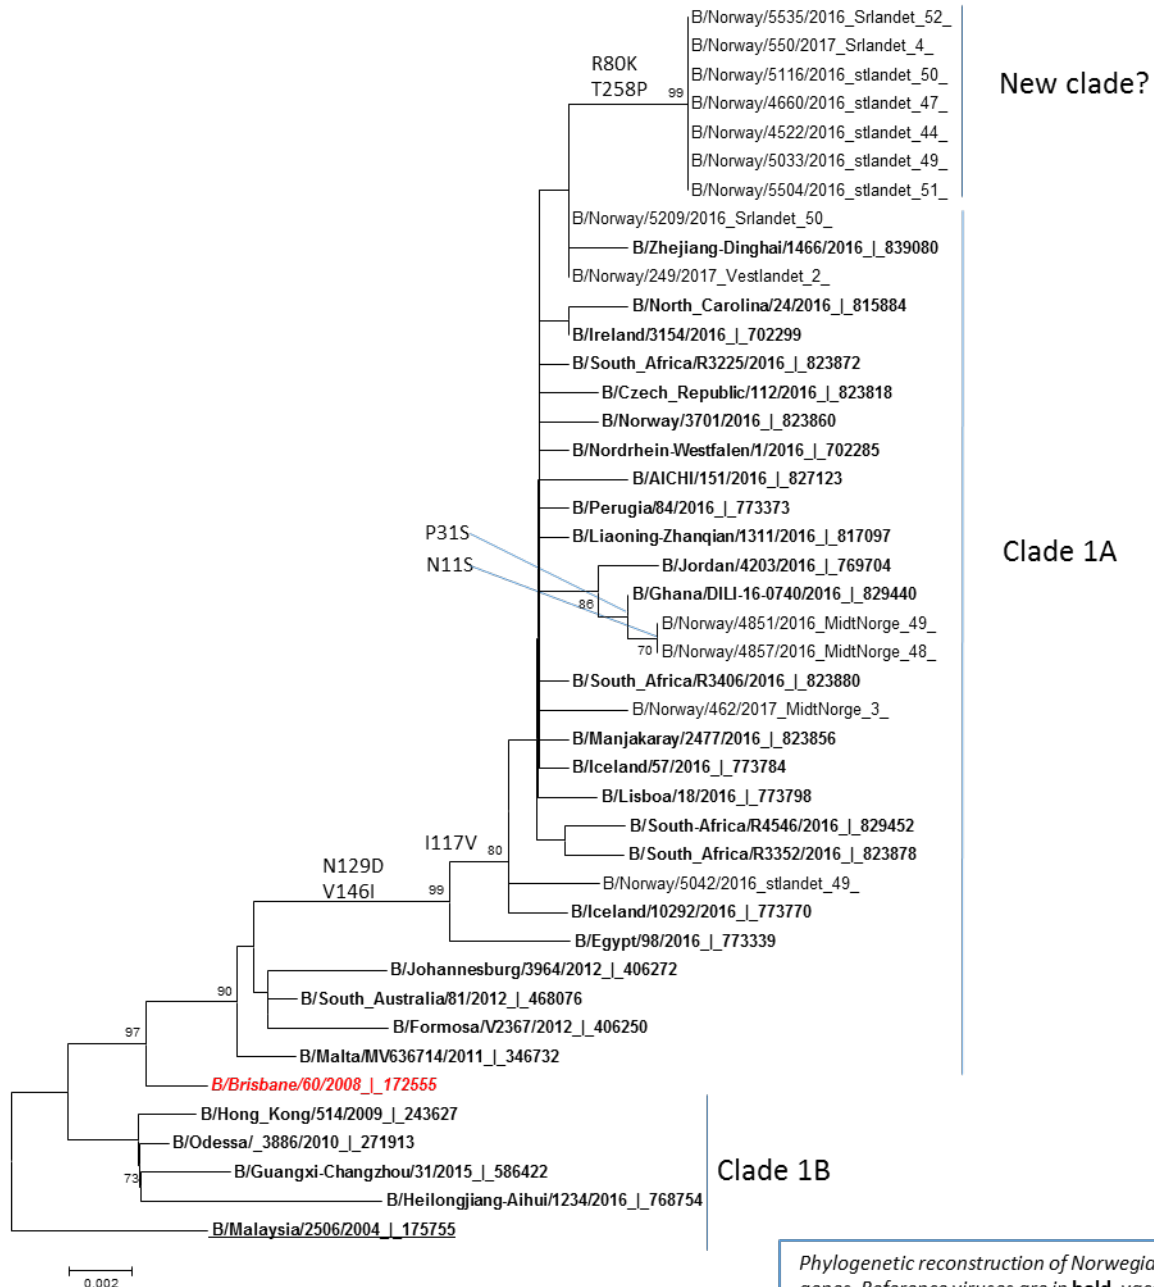 B/Norway/5535/2016_Srlandet_52_
B/Norway/550/2017_Srlandet_4_
R80K
T258P
B/Norway/5116/2016_stlandet_50_
New clade?
99
B/Norway/4660/2016_stlandet_47_
B/Norway/4522/2016_stlandet_44_
B/Norway/5033/2016_stlandet_49_
B/Norway/5504/2016_stlandet_51_
B/Norway/5209/2016_Srlandet_50_
B/Zhejiang-Dinghai/1466/2016_|_839080
B/Norway/249/2017_Vestlandet_2_
B/North_Carolina/24/2016_|_815884
B/Ireland/3154/2016_|_702299
B/South_Africa/R3225/2016_|_823872
B/Czech_Republic/112/2016_|_823818
B/Norway/3701/2016_|_823860
B/Nordrhein-Westfalen/1/2016_|_702285
B/AICHI/151/2016_|_827123
B/Perugia/84/2016_|_773373
P31S
B/Liaoning-Zhanqian/1311/2016_|_817097
Clade 1A
N11S
B/Jordan/4203/2016_|_769704
B/Ghana/DILI-16-0740/2016_|_829440
86
B/Norway/4851/2016_MidtNorge_49_
70
B/Norway/4857/2016_MidtNorge_48_
B/South_Africa/R3406/2016_|_823880
B/Norway/462/2017_MidtNorge_3_
B/Manjakaray/2477/2016_|_823856
B/Iceland/57/2016_|_773784
B/Lisboa/18/2016_|_773798
B/South-Africa/R4546/2016_|_829452
I117V
80
B/South_Africa/R3352/2016_|_823878
N129D
V146I
99
B/Norway/5042/2016_stlandet_49_
B/Iceland/10292/2016_|_773770
B/Egypt/98/2016_|_773339
B/Johannesburg/3964/2012_|_406272
90
B/South_Australia/81/2012_|_468076
B/Formosa/V2367/2012_|_406250
97
B/Malta/MV636714/2011_|_346732
B/Brisbane/60/2008_|_172555
B/Hong_Kong/514/2009_|_243627
B/Odessa/_3886/2010_|_271913
73
B/Guangxi-Changzhou/31/2015_|_586422
Clade 1B
B/Heilongjiang-Aihui/1234/2016_|_768754
B/Malaysia/2506/2004_|_175755
0.002
Phylogenetic reconstruction of Norwegia
genes. Reference viruses are in bold